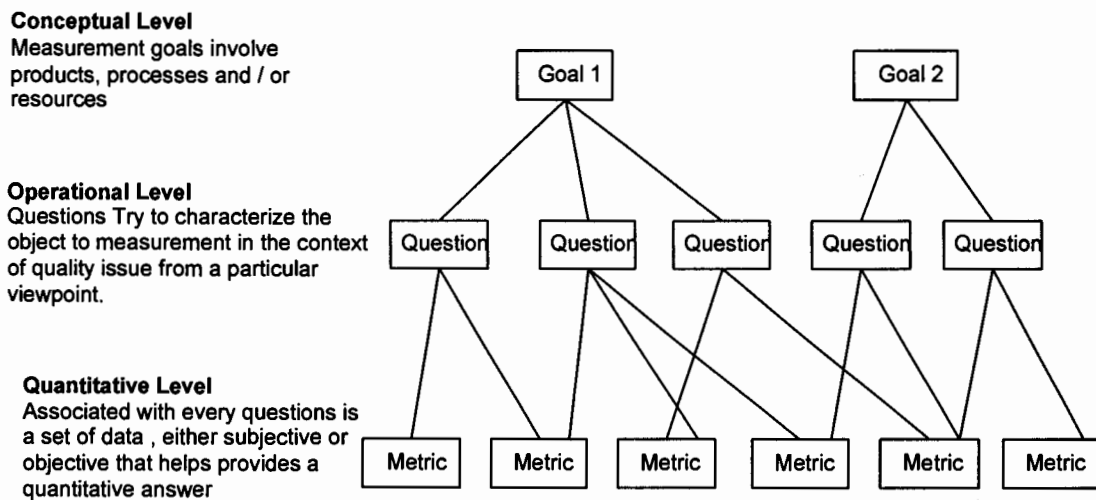 Conceptual Level
Measurement goals involve
products, processes and / or
resources
Goal 1
Goal 2
Operational Level
Questions Try to characterize the
object to measurement in the context
of quality issue from a particular
viewpoint.
Question
Question
Question
Question
Question
Quantitative Level
Associated with every questions is
a set of data , either subjective or
objective that helps provides a
quantitative answer
Metric
Metric
Metric
Metric
Metric
Metric